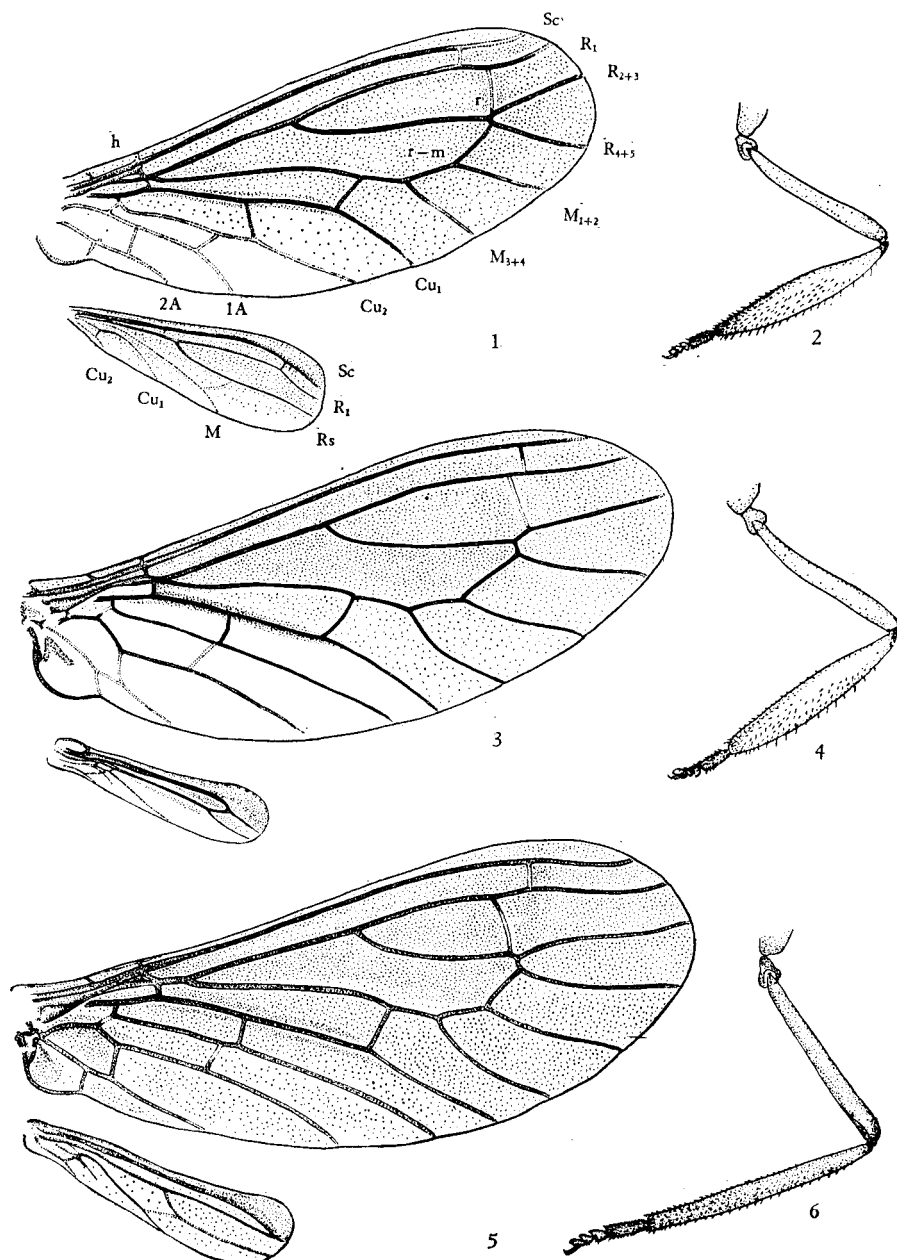 Sc
R₁
R₂₊₃
h
r
r–m
R₄₊₅
M₁₊₂
M₃₊₄
Cu₁
Cu₂
1A
2A
1
2
Cu₂
Cu₁
M
Rs
R₁
Sc
3
4
5
6